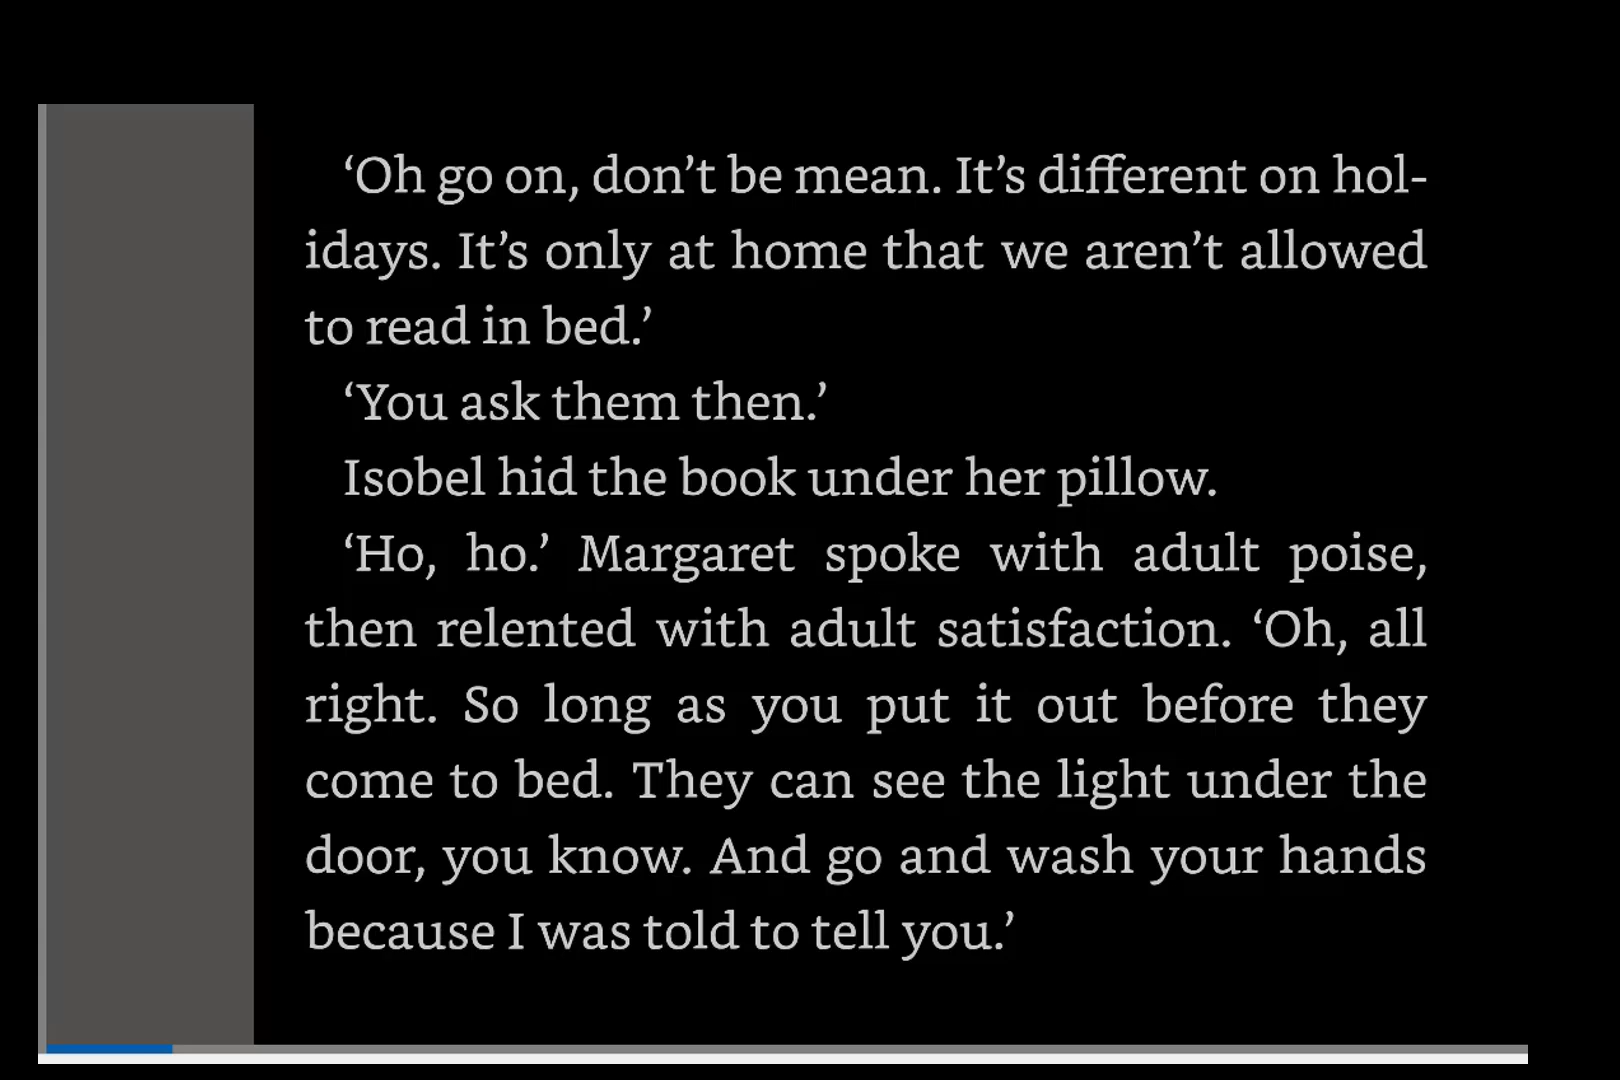 ‘Oh go on, don’t be mean. It’s different on hol-
idays. It’s only at home that we aren’t allowed
to read in bed.’
‘You ask them then.’
Isobel hid the book under her pillow.
‘Ho, ho.’ Margaret spoke with adult poise,
then relented with adult satisfaction. ‘Oh, all
right. So long as you put it out before they
come to bed. They can see the light under the
door, you know. And go and wash your hands
because I was told to tell you.’